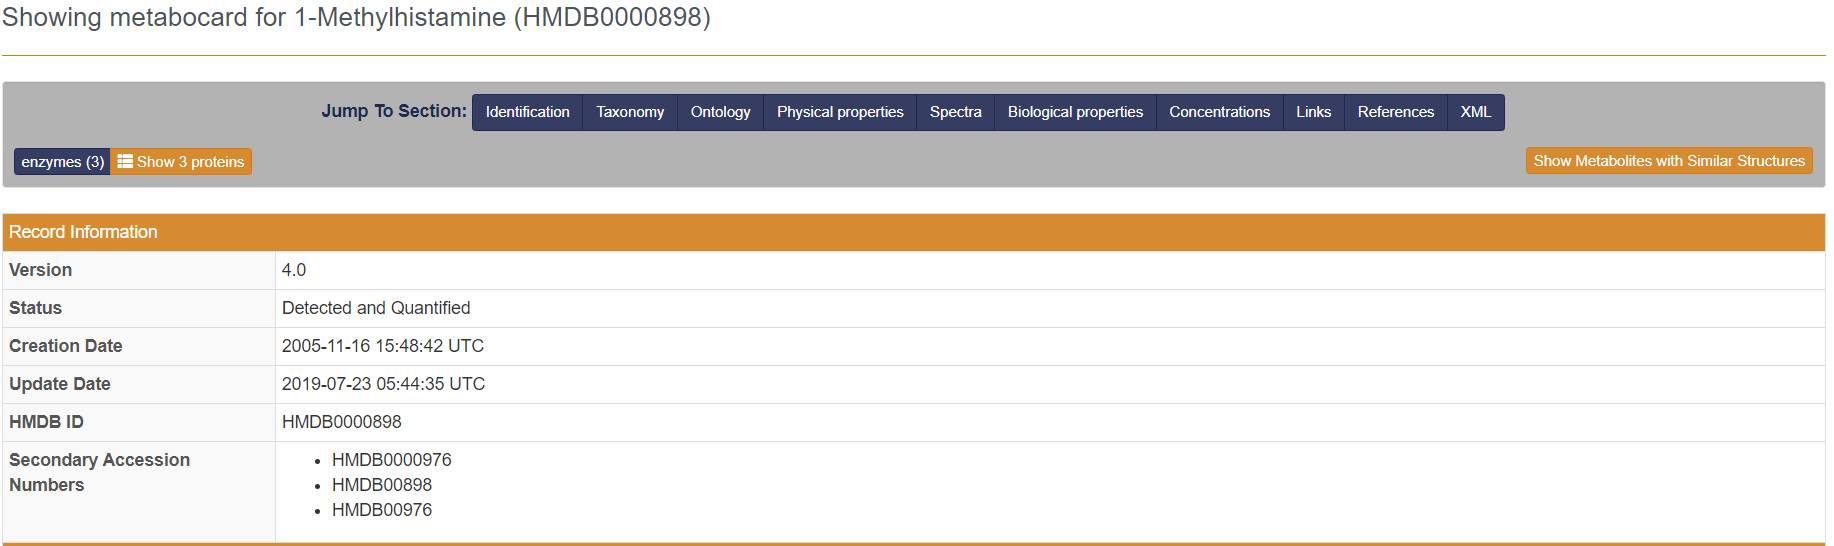 Showing metabocard for 1-Methylhistamine (HMDB0000898)
Jump To Section: Identification Taxonomy Ontology Physical properties Spectra Biological properties Concentrations Links References XML
enzymes (3) Show 3 proteins Show Metabolites with Similar Structures
Record Information
Version 4.0
Status Detected and Quantified
Creation Date 2005-11-16 15:48:42 UTC
Update Date 2019-07-23 05:44:35 UTC
HMDB ID HMDB0000898
Secondary Accession Numbers
• HMDB0000976
• HMDB00898
• HMDB00976